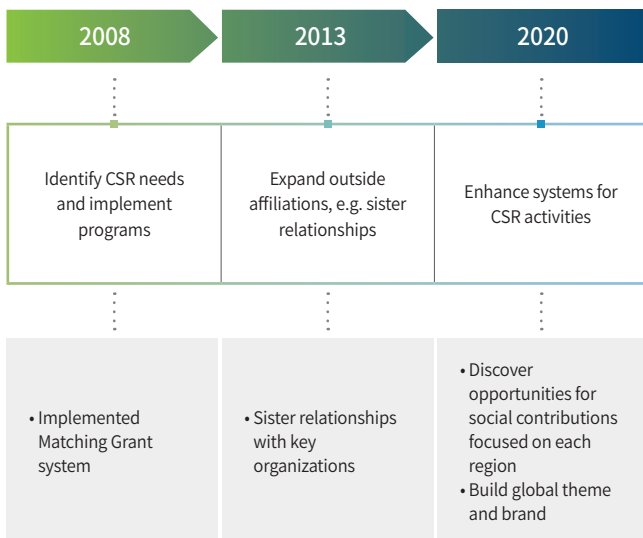 2008
2013
2020
Identify CSR needs
and implement
programs
Expand outside
affiliations, e.g. sister
relationships
Enhance systems for
CSR activities
• Implemented
Matching Grant
system
• Sister relationships
with key
organizations
• Discover
opportunities for
social contributions
focused on each
region
• Build global theme
and brand